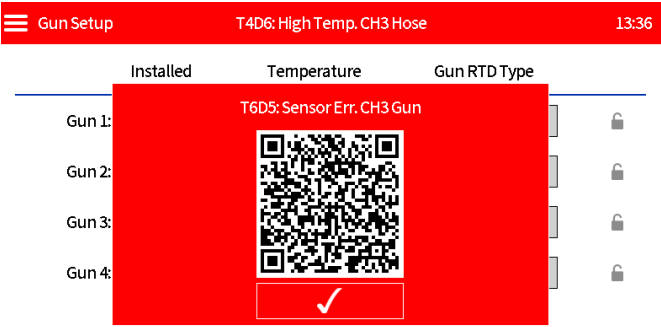 Gun Setup T4D6: High Temp. CH3 Hose 13:36
Installed Temperature Gun RTD Type
T6D5: Sensor Err. CH3 Gun
Gun 1:
Gun 2:
Gun 3:
Gun 4: